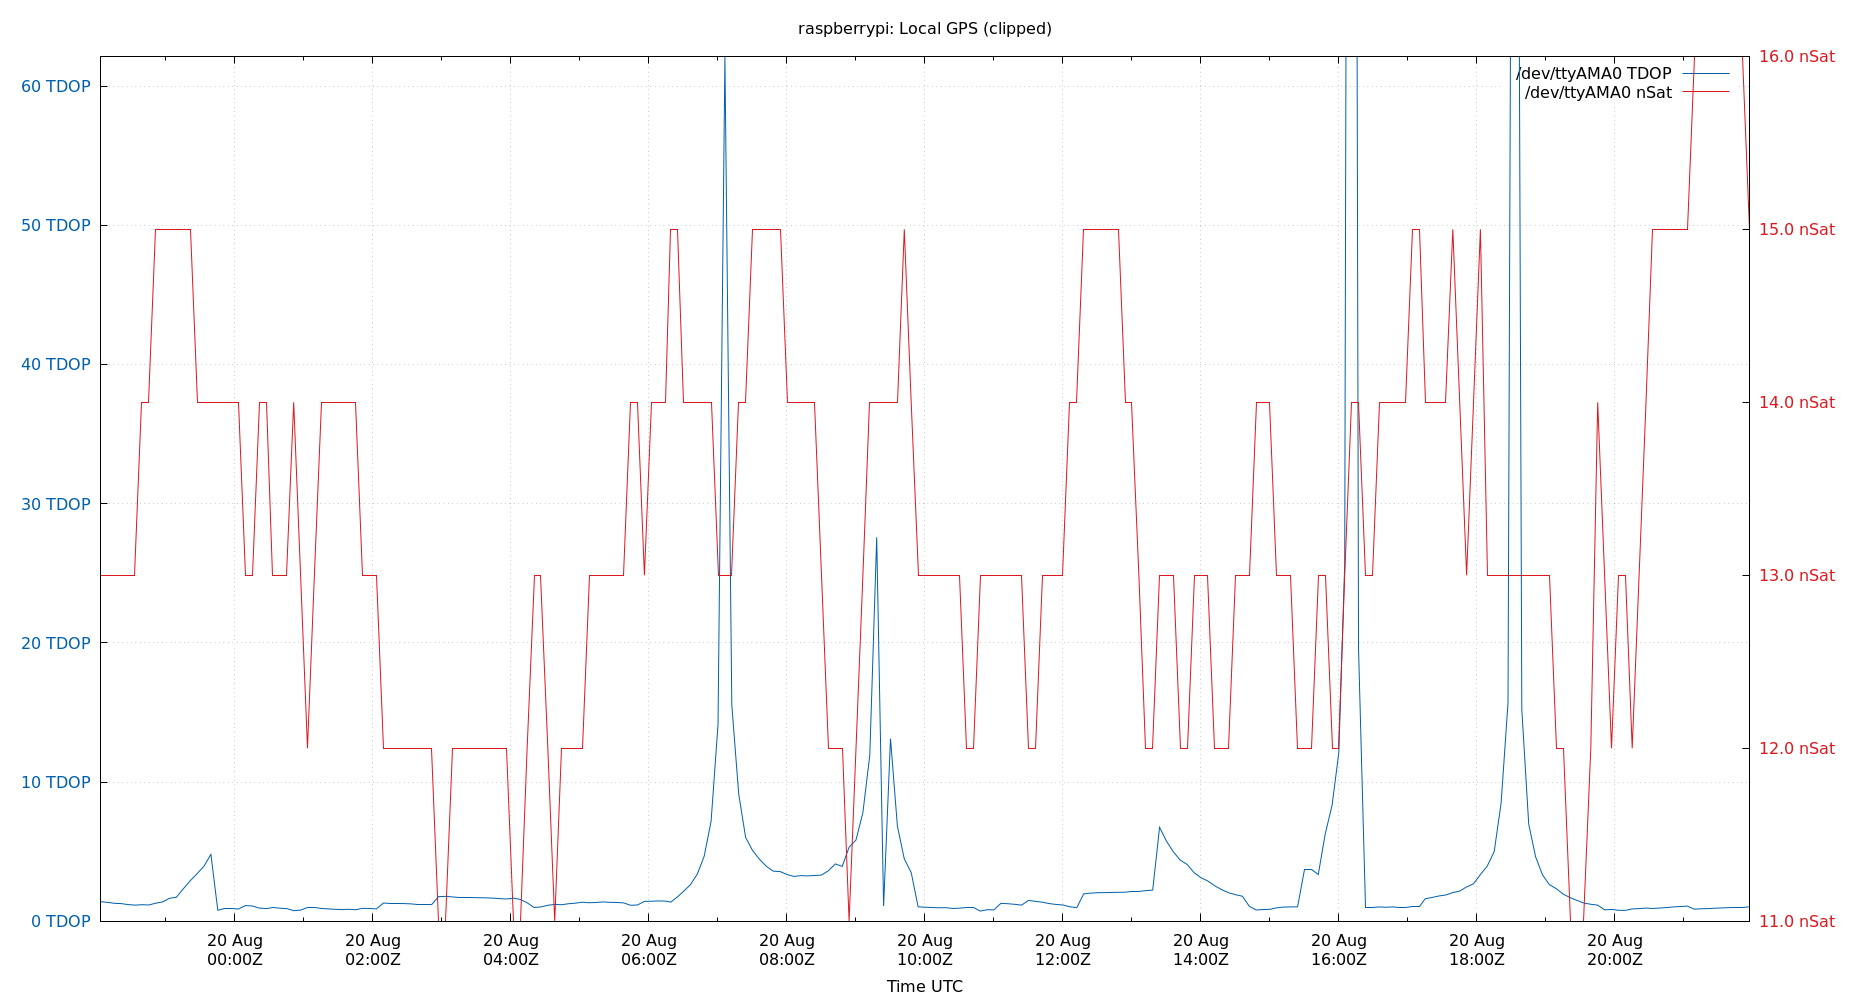 raspberrypi: Local GPS (clipped)
60 TDOP
50 TDOP
40 TDOP
30 TDOP
20 TDOP
10 TDOP
0 TDOP
16.0 nSat
15.0 nSat
14.0 nSat
13.0 nSat
12.0 nSat
11.0 nSat
/dev/ttyAMA0 TDOP
/dev/ttyAMA0 nSat
20 Aug 20 Aug 20 Aug 20 Aug 20 Aug 20 Aug 20 Aug 20 Aug 20 Aug 20 Aug 20 Aug
00:00Z 02:00Z 04:00Z 06:00Z 08:00Z 10:00Z 12:00Z 14:00Z 16:00Z 18:00Z 20:00Z
Time UTC